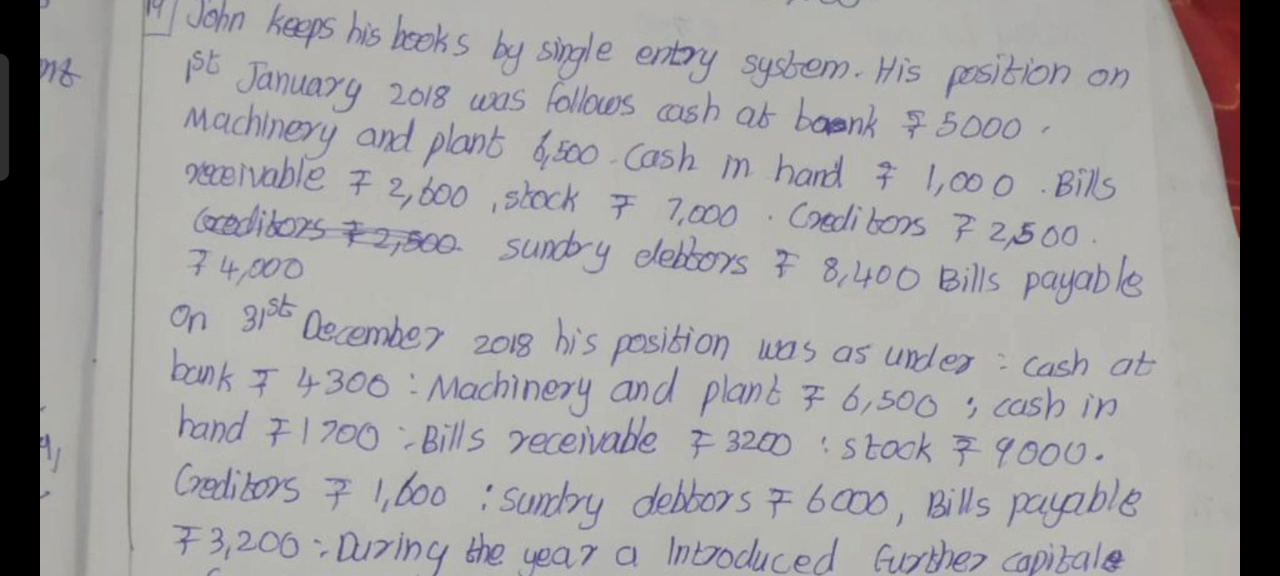 19 John keeps his books by single entry system. His position on
1st January 2018 was follows cash at bank ₹ 5000.
Machinery and plant 6,500. Cash in hand ₹ 1,000. Bills
receivable ₹ 2,600, stock ₹ 7,000. Creditors ₹ 2,500.
Creditors ₹ 2,500 sundry debtors ₹ 8,400 Bills payable
₹ 4,000
On 31st December 2018 his position was as under : cash at
bank ₹ 4300 : Machinery and plant ₹ 6,500 ; cash in
hand ₹ 1700 : Bills receivable ₹ 3200 : stock ₹ 9000.
Creditors ₹ 1,600 : sundry debtors ₹ 6000, Bills payable
₹ 3,200 : During the year a Introduced further capital